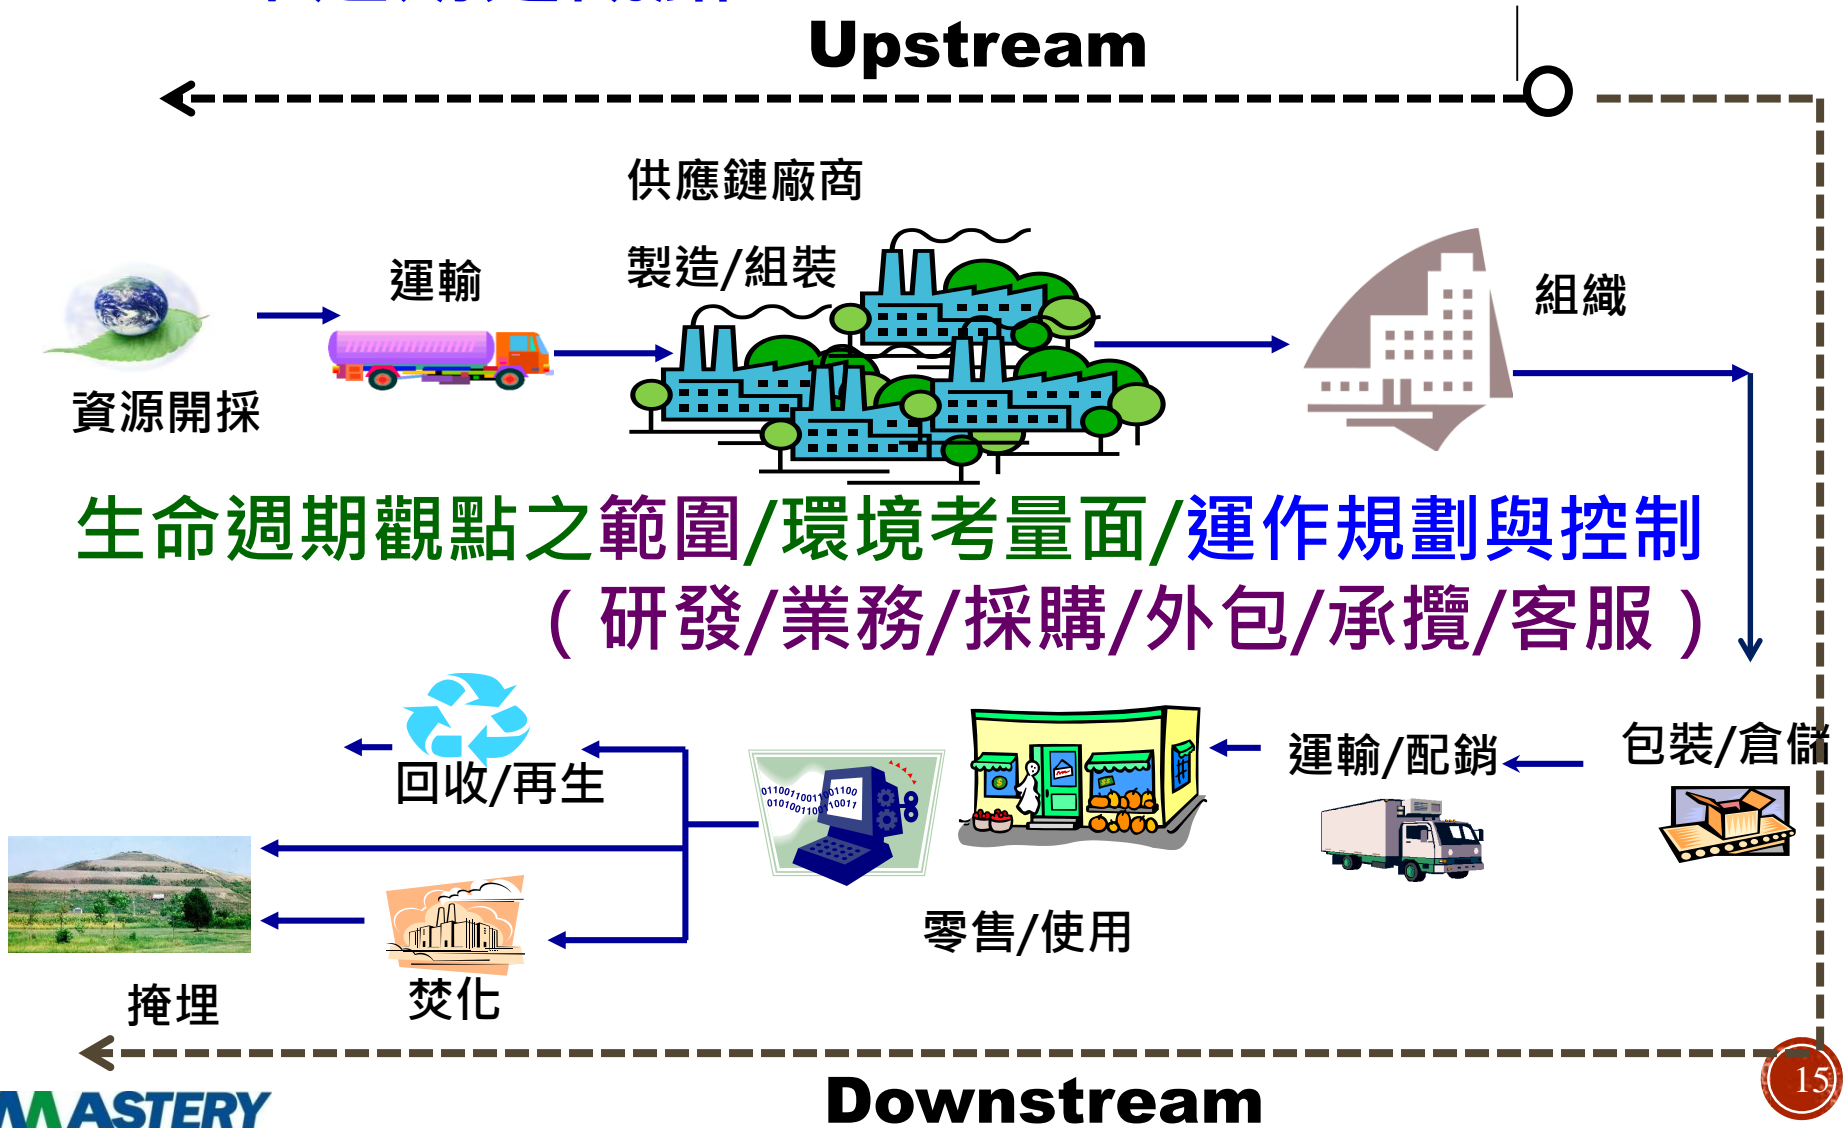 Upstream
供應鏈廠商
製造/組裝
運輸
組織
資源開採
生命週期觀點之範圍/環境考量面/運作規劃與控制
(研發/業務/採購/外包/承攬/客服)
包裝/倉儲
運輸/配銷
回收/再生
01100110011001100
0101001100110011
零售/使用
焚化
掩埋
Downstream
15
MASTERY